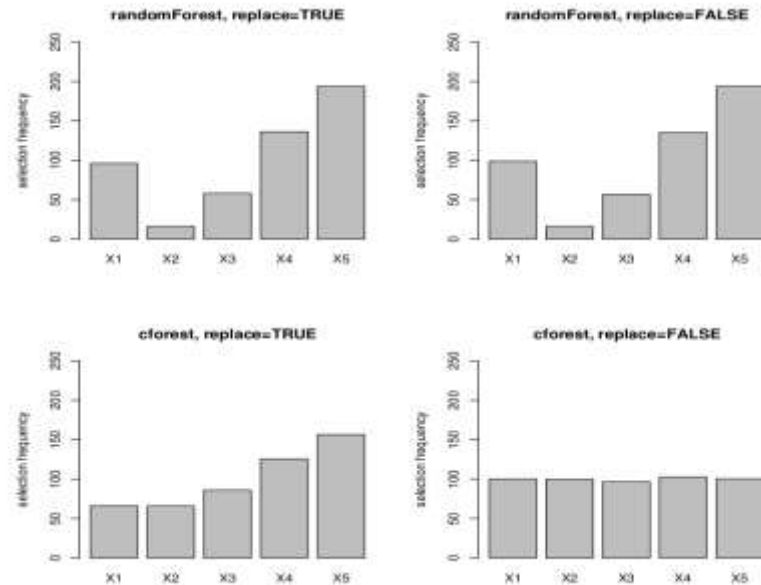 randomForest, replace=TRUE
selection frequency
250
200
150
100
50
0
X1 X2 X3 X4 X5
randomForest, replace=FALSE
selection frequency
250
200
150
100
50
0
X1 X2 X3 X4 X5
cforest, replace=TRUE
selection frequency
250
200
150
100
50
0
X1 X2 X3 X4 X5
cforest, replace=FALSE
selection frequency
250
200
150
100
50
0
X1 X2 X3 X4 X5